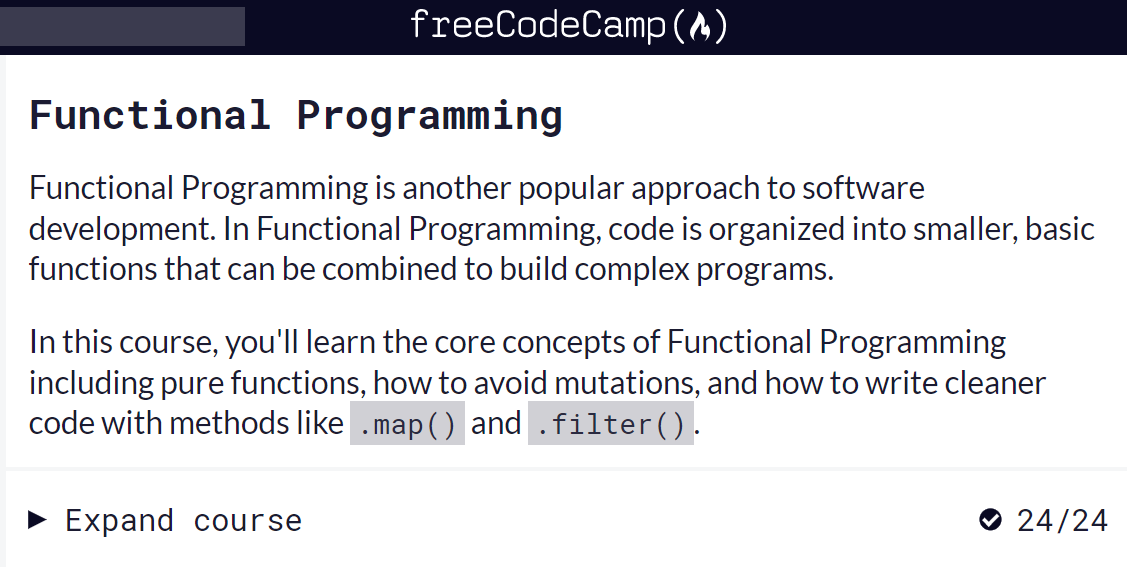 freeCodeCamp(🔥)
Functional Programming
Functional Programming is another popular approach to software
development. In Functional Programming, code is organized into smaller, basic
functions that can be combined to build complex programs.
In this course, you'll learn the core concepts of Functional Programming
including pure functions, how to avoid mutations, and how to write cleaner
code with methods like .map() and .filter().
Expand course 24/24